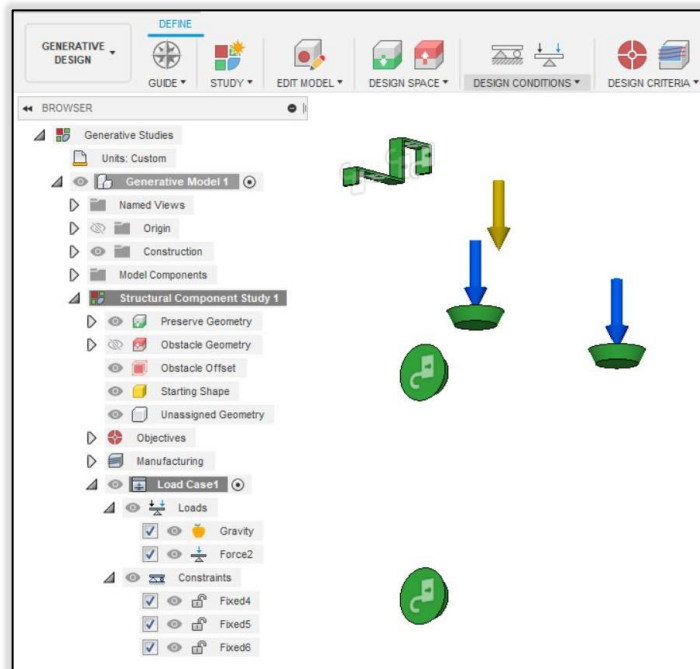 DEFINE
GENERATIVE
DESIGN
GUIDE
STUDY
EDIT MODEL
DESIGN SPACE
DESIGN CONDITIONS
DESIGN CRITERIA
BROWSER
Generative Studies
Units: Custom
Generative Model 1
Named Views
Origin
Construction
Model Components
Structural Component Study 1
Preserve Geometry
Obstacle Geometry
Obstacle Offset
Starting Shape
Unassigned Geometry
Objectives
Manufacturing
Load Case1
Loads
Gravity
Force2
Constraints
Fixed4
Fixed5
Fixed6